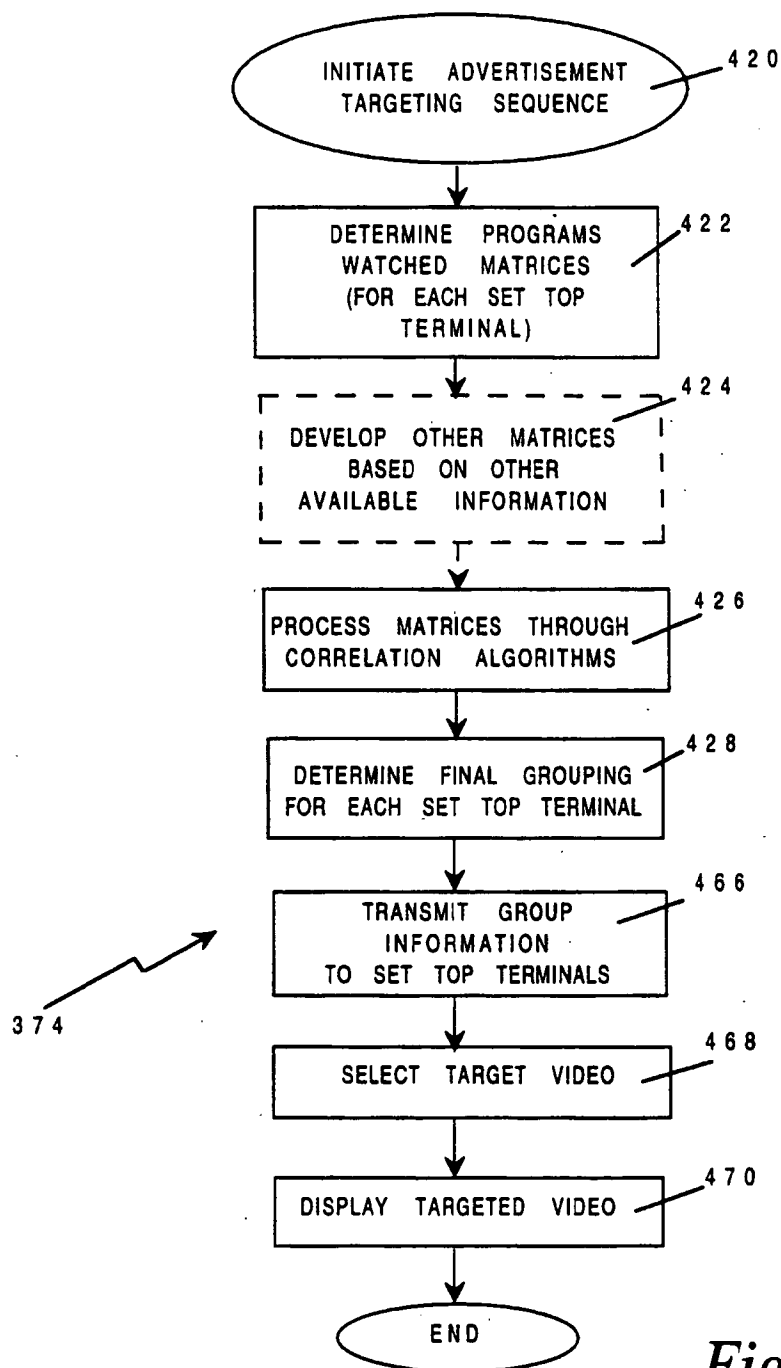 INITIATE ADVERTISEMENT
TARGETING SEQUENCE
420
DETERMINE PROGRAMS
WATCHED MATRICES
(FOR EACH SET TOP
TERMINAL)
422
DEVELOP OTHER MATRICES
BASED ON OTHER
AVAILABLE INFORMATION
424
PROCESS MATRICES THROUGH
CORRELATION ALGORITHMS
426
DETERMINE FINAL GROUPING
FOR EACH SET TOP TERMINAL
428
TRANSMIT GROUP
INFORMATION
TO SET TOP TERMINALS
466
374
SELECT TARGET VIDEO
468
DISPLAY TARGETED VIDEO
470
END